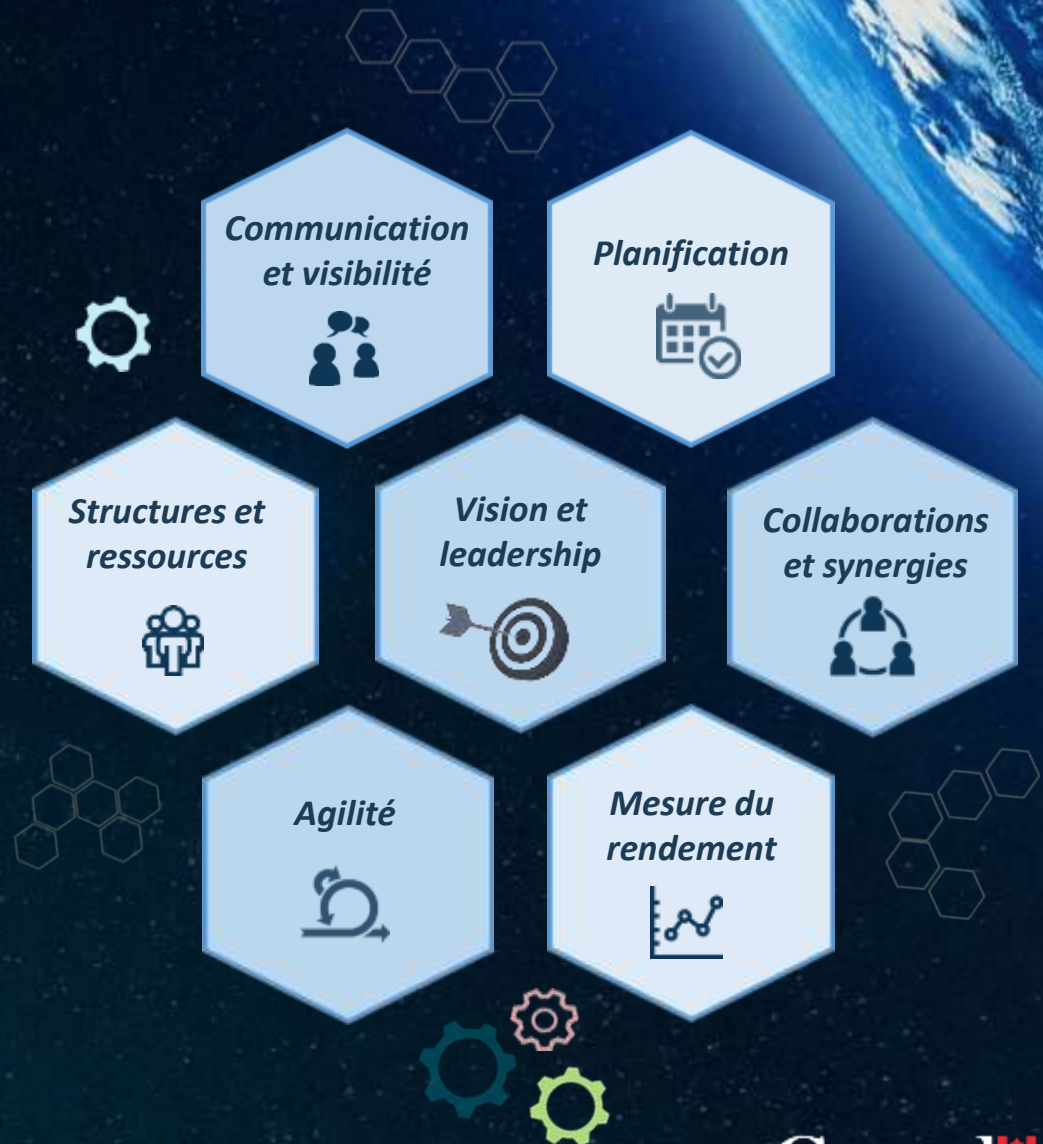 Communication
et visibilité
Planification
Structures et
ressources
Vision et
leadership
Collaborations
et synergies
Agilité
Mesure du
rendement